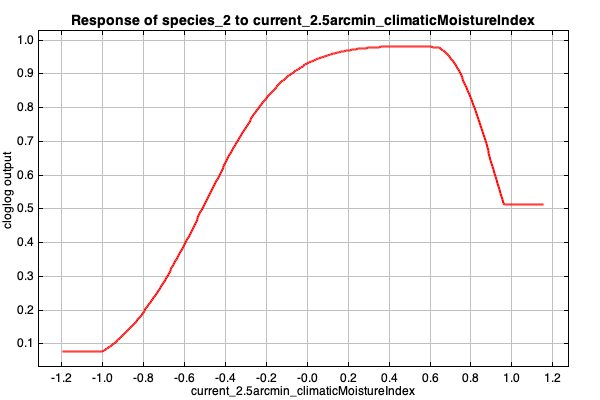 Response of species_2 to current_2.5arcmin_climaticMoistureIndex
1.0
0.9
0.8
0.7
0.6
0.5
0.4
0.3
0.2
0.1
cloglog output
-1.2 -1.0 -0.8 -0.6 -0.4 -0.2 -0.0 0.2 0.4 0.6 0.8 1.0 1.2
current_2.5arcmin_climaticMoistureIndex